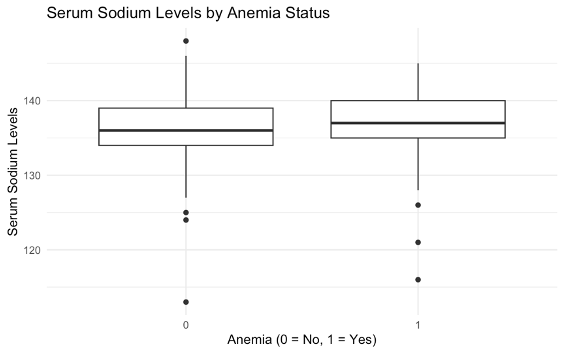 Serum Sodium Levels by Anemia Status
Serum Sodium Levels
140
130
120
0
1
Anemia (0 = No, 1 = Yes)